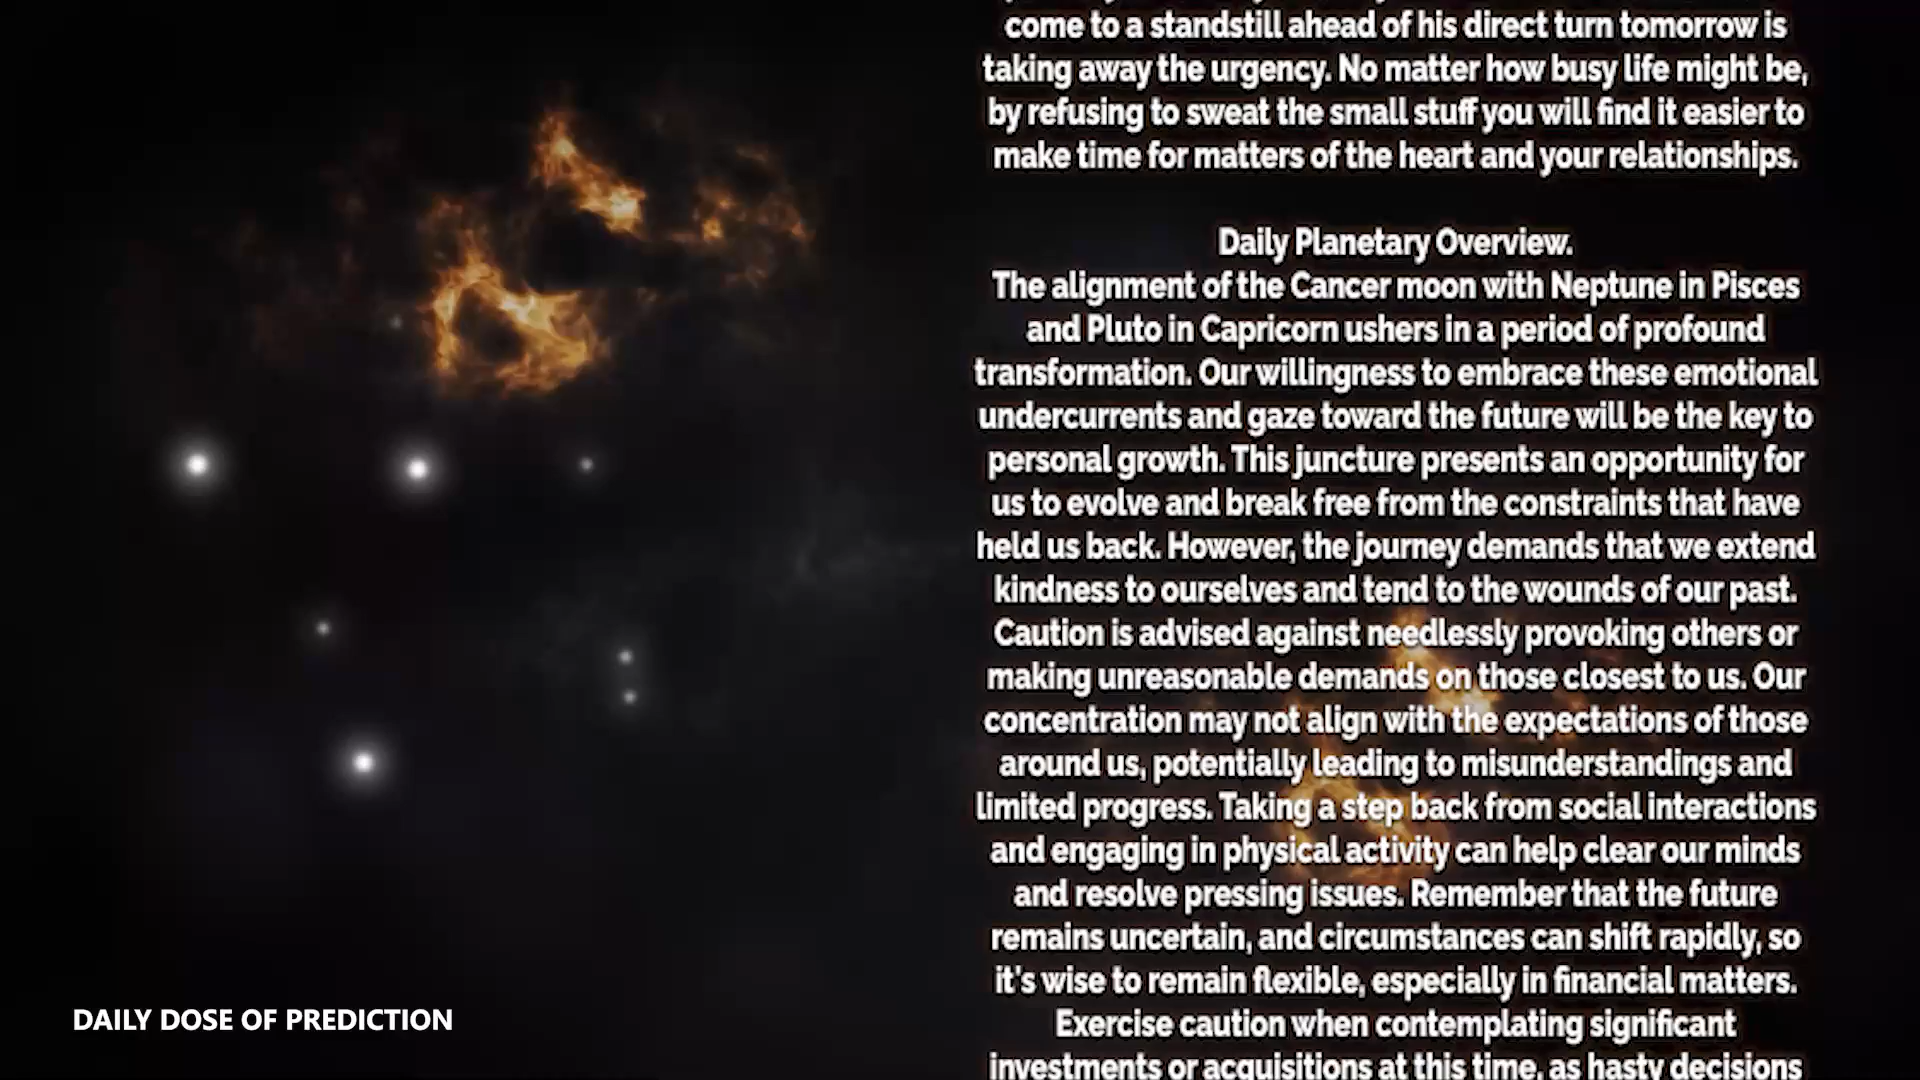 come to a standstill ahead of his direct turn tomorrow is
taking away the urgency. No matter how busy life might be,
by refusing to sweat the small stuff you will find it easier to
make time for matters of the heart and your relationships.
Daily Planetary Overview.
The alignment of the Cancer moon with Neptune in Pisces
and Pluto in Capricorn ushers in a period of profound
transformation. Our willingness to embrace these emotional
undercurrents and gaze toward the future will be the key to
personal growth. This juncture presents an opportunity for
us to evolve and break free from the constraints that have
held us back. However, the journey demands that we extend
kindness to ourselves and tend to the wounds of our past.
Caution is advised against needlessly provoking others or
making unreasonable demands on those closest to us. Our
concentration may not align with the expectations of those
around us, potentially leading to misunderstandings and
limited progress. Taking a step back from social interactions
and engaging in physical activity can help clear our minds
and resolve pressing issues. Remember that the future
remains uncertain, and circumstances can shift rapidly, so
it's wise to remain flexible, especially in financial matters.
Exercise caution when contemplating significant
investments or acquisitions at this time, as hasty decisions
DAILY DOSE OF PREDICTION